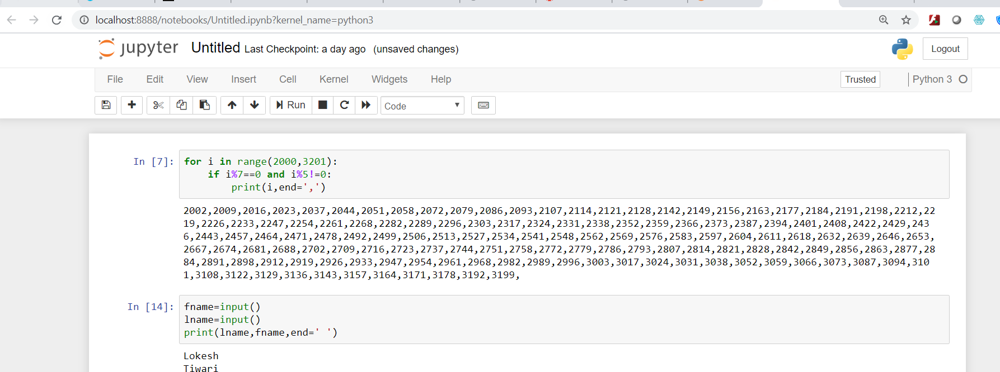 localhost:8888/notebooks/Untitled.ipynb?kernel_name=python3
jupyter Untitled Last Checkpoint: a day ago (unsaved changes)
Logout
File Edit View Insert Cell Kernel Widgets Help Trusted Python 3
Run Code
In [7]: for i in range(2000,3201):
if i%7==0 and i%5!=0:
print(i,end=',')
2002,2009,2016,2023,2037,2044,2051,2058,2072,2079,2086,2093,2107,2114,2121,2128,2142,2149,2156,2163,2177,2184,2191,2198,2212,22
19,2226,2233,2247,2254,2261,2268,2282,2289,2296,2303,2317,2324,2331,2338,2352,2359,2366,2373,2387,2394,2401,2408,2422,2429,243
6,2443,2457,2464,2471,2478,2492,2499,2506,2513,2527,2534,2541,2548,2562,2569,2576,2583,2597,2604,2611,2618,2632,2639,2646,2653,
2667,2674,2681,2688,2702,2709,2716,2723,2737,2744,2751,2758,2772,2779,2786,2793,2807,2814,2821,2828,2842,2849,2856,2863,2877,28
84,2891,2898,2912,2919,2926,2933,2947,2954,2961,2968,2982,2989,2996,3003,3017,3024,3031,3038,3052,3059,3066,3073,3087,3094,310
1,3108,3122,3129,3136,3143,3157,3164,3171,3178,3192,3199,
In [14]: fname=input()
lname=input()
print(lname,fname,end=' ')
Lokesh
Tiwari